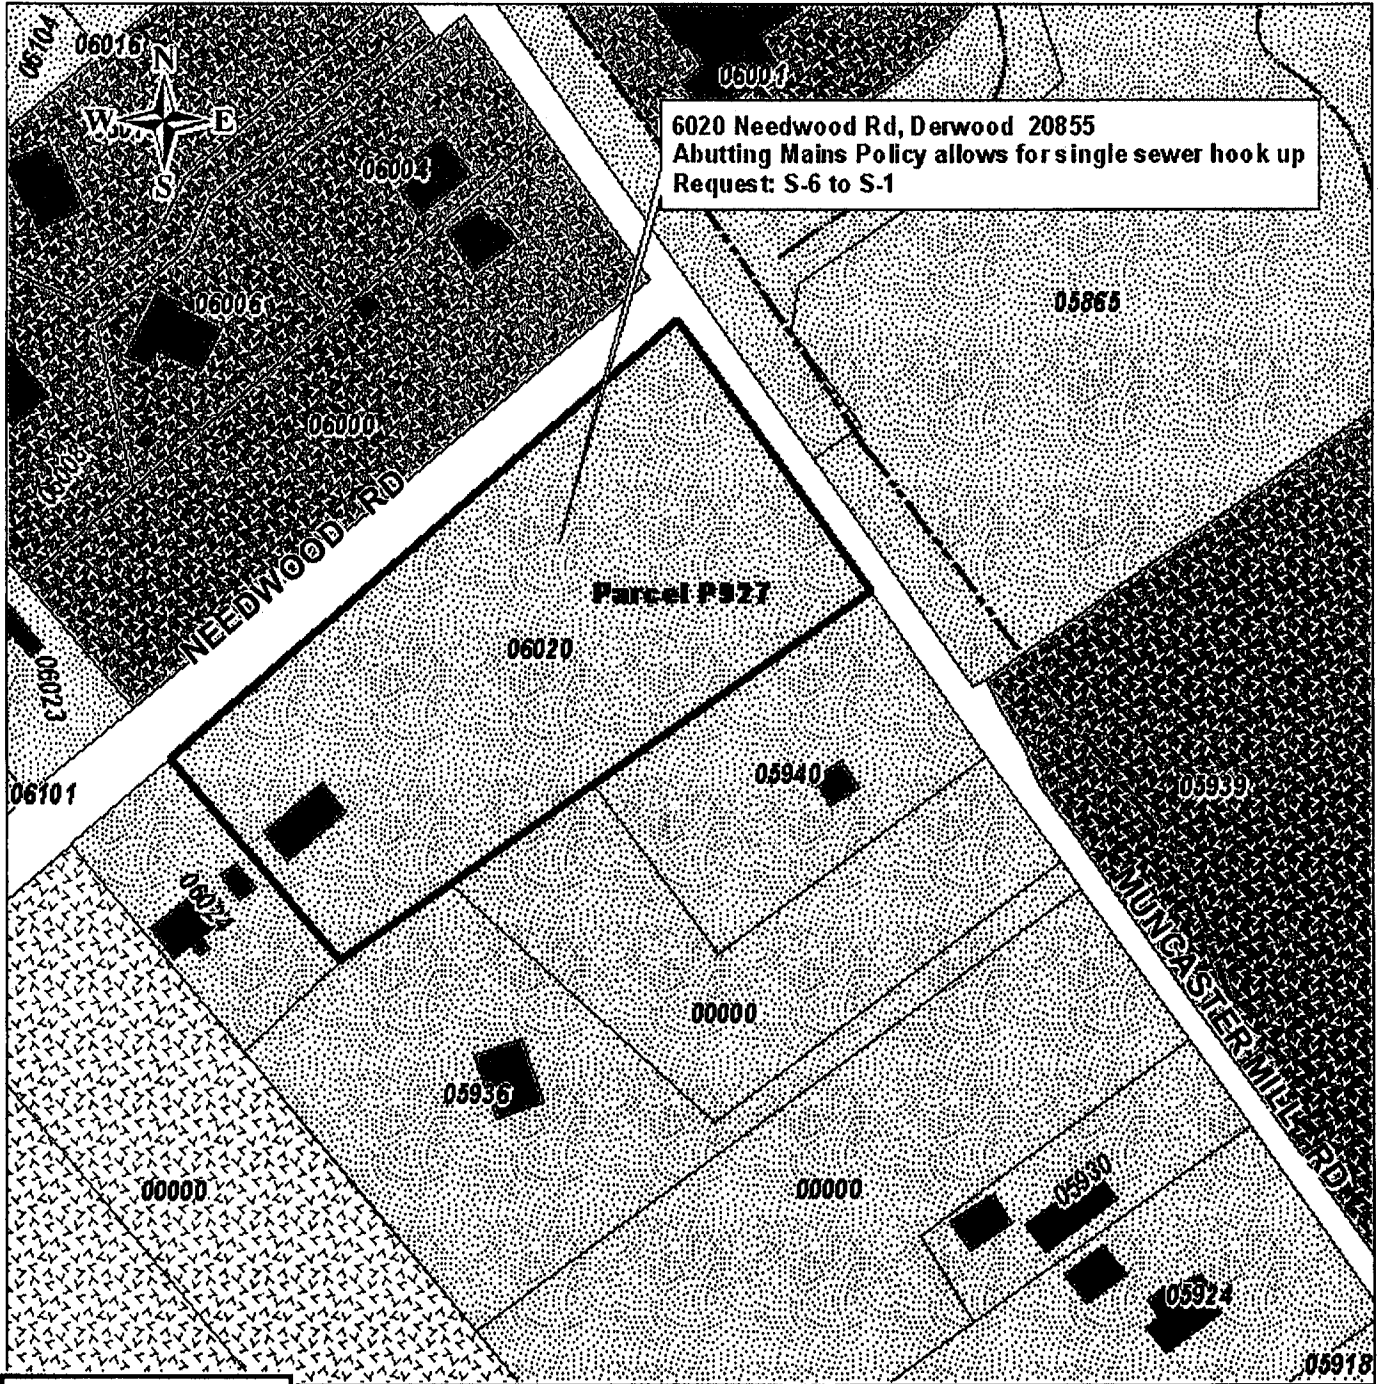 06104
06016
N
W
E
S
06001
6020 Needwood Rd, Derwood 20855
Abutting Mains Policy allows for single sewer hook up
Request: S-6 to S-1
06004
06006
05865
06000
NEEDWOOD RD
Parcel P927
06020
06023
06101
05940
05939
06024
MUNCASTER MILL RD
00000
05936
00000
00000
05930
05924
05918